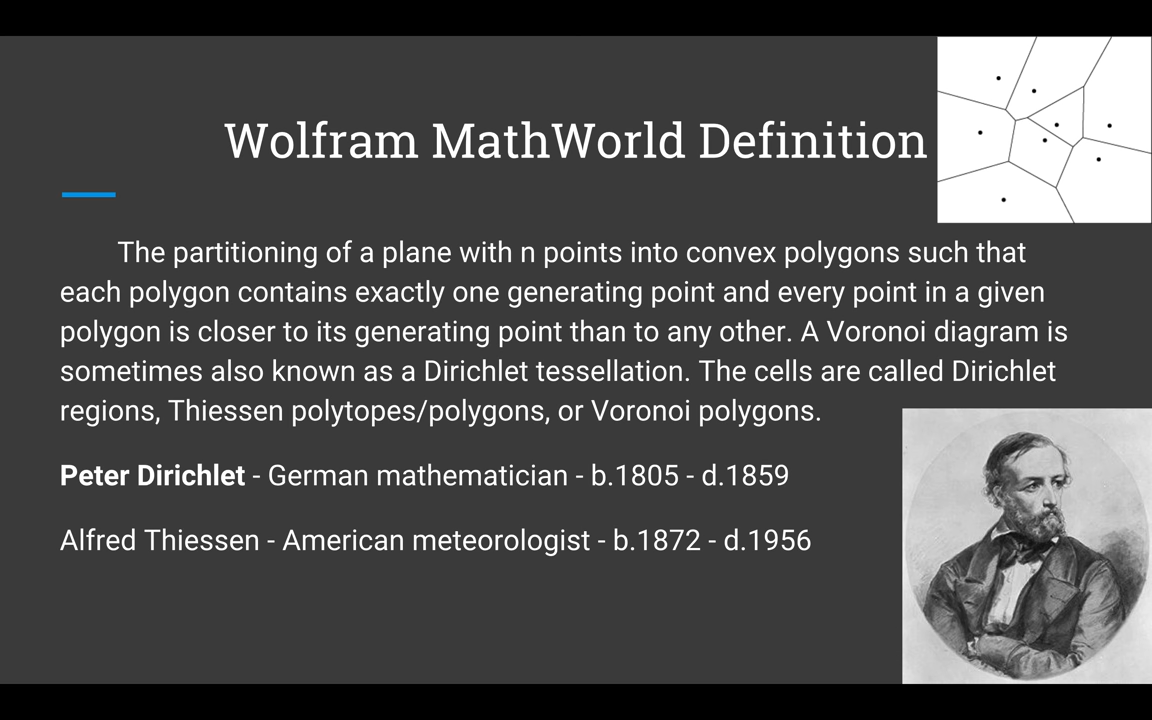 Wolfram MathWorld Definition
The partitioning of a plane with n points into convex polygons such that
each polygon contains exactly one generating point and every point in a given
polygon is closer to its generating point than to any other. A Voronoi diagram is
sometimes also known as a Dirichlet tessellation. The cells are called Dirichlet
regions, Thiessen polytopes/polygons, or Voronoi polygons.
Peter Dirichlet - German mathematician - b.1805 - d.1859
Alfred Thiessen - American meteorologist - b.1872 - d.1956